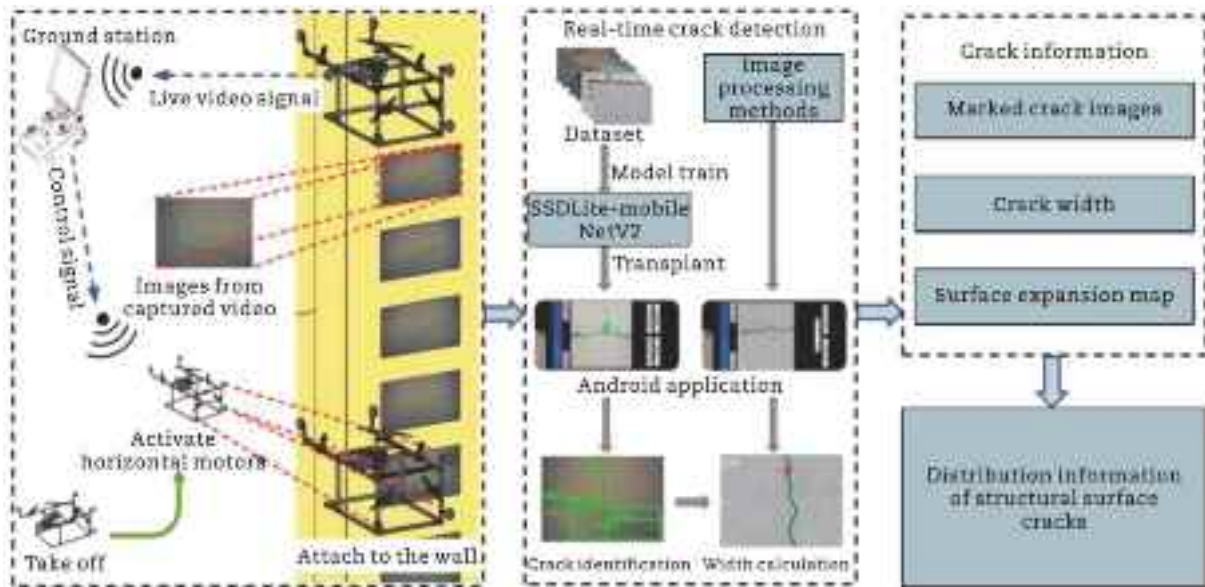 Ground station
Live video signal
Control signal
Images from
captured video
Activate
horizontal motors
Take off
Attach to the wall
Real-time crack detection
Dataset
Image
processing
methods
Model train
SSDLite-mobile
NetV2
Transplant
Android application
Crack identification
Width calculation
Crack information
Marked crack images
Crack width
Surface expansion map
Distribution information
of structural surface
cracks